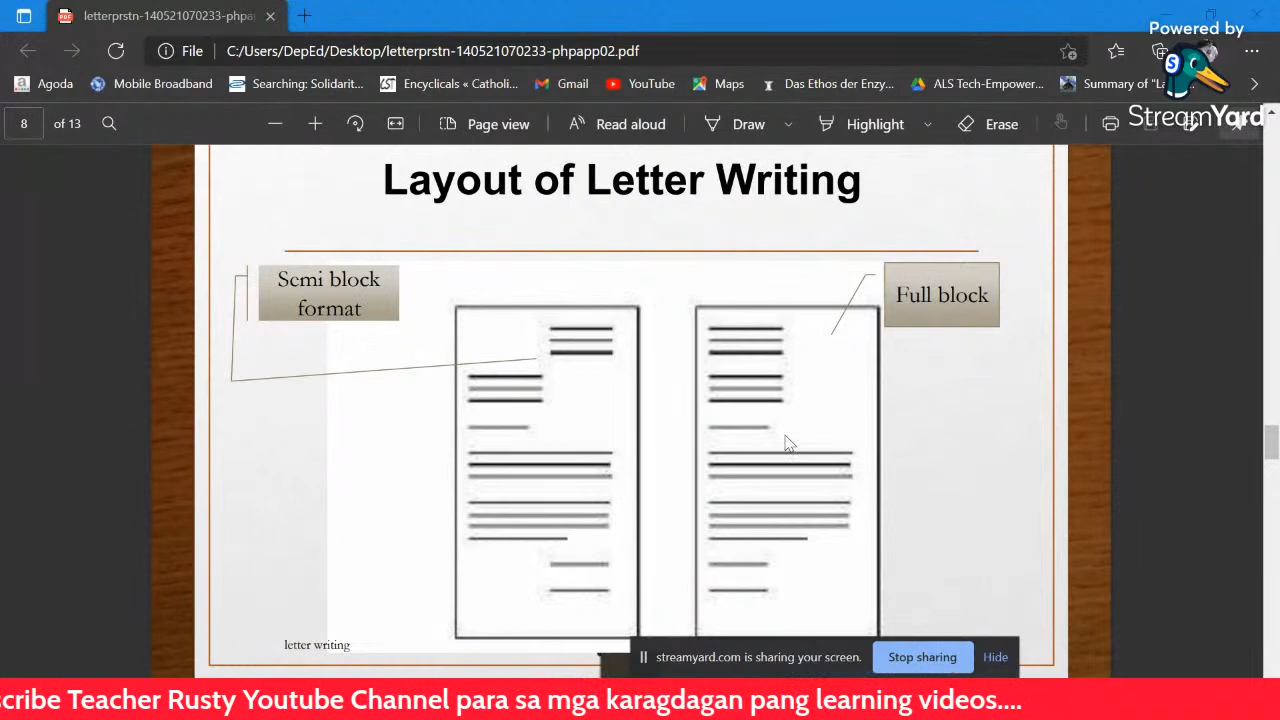 letterprstn-140521070233-phpa
Powered by
File
C:/Users/DepEd/Desktop/letterprstn-140521070233-phpapp02.pdf
Agoda
Mobile Broadband
Searching: Solidarit...
Encyclicals « Cathol...
Gmail
YouTube
Maps
Das Ethos der Enzy...
ALS Tech-Empower...
Summary of "La
StreamYard
8 of 13
Page view
Read aloud
Draw
Highlight
Erase
Layout of Letter Writing
Semi block
format
Full block
letter writing
streamyard.com is sharing your screen.
Stop sharing
Hide
scribe Teacher Rusty Youtube Channel para sa mga karagdagan pang learning videos....